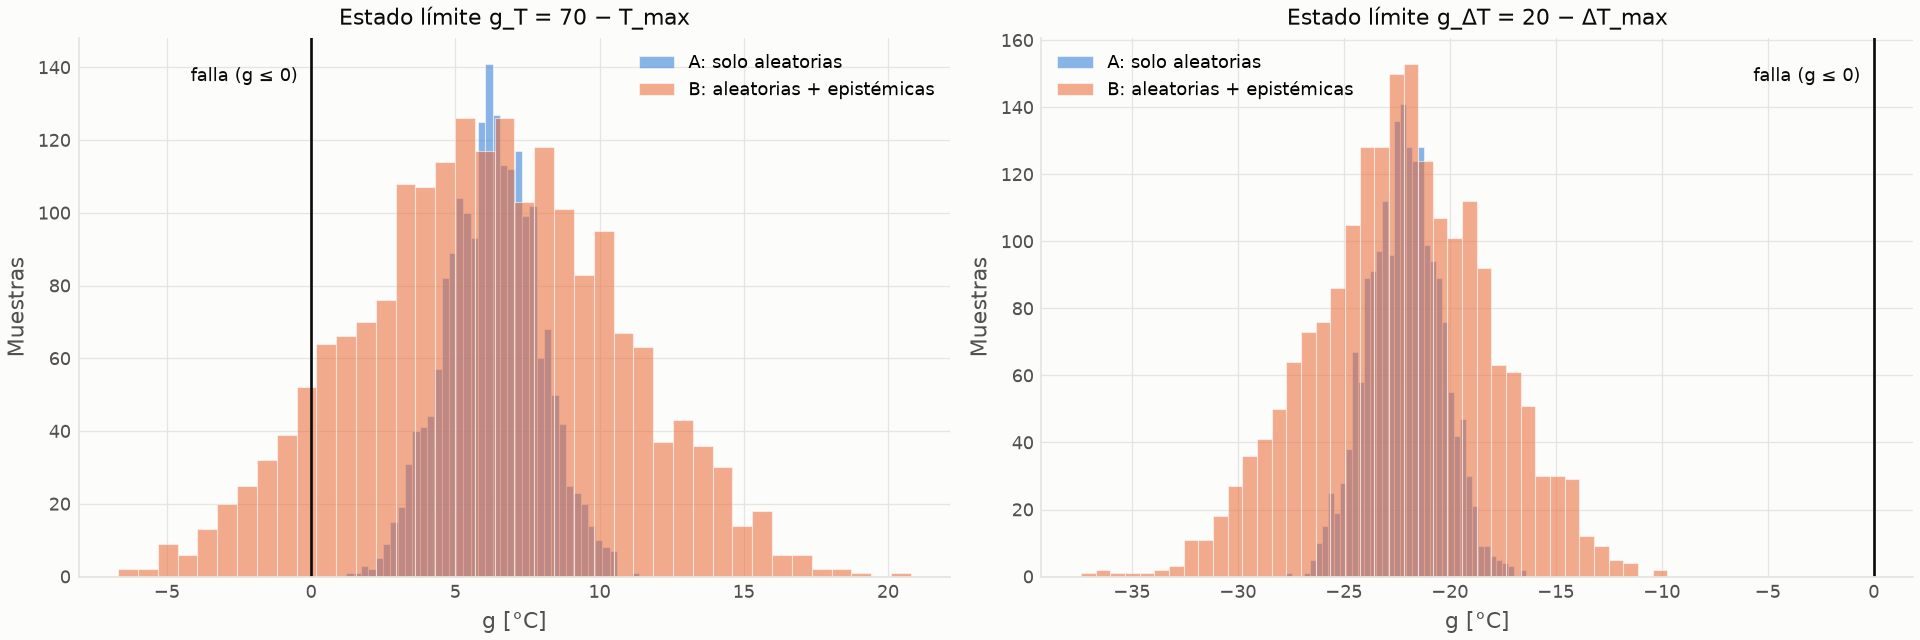 Estado límite g_T = 70 − T_max
falla (g ≤ 0)
A: solo aleatorias
B: aleatorias + epistémicas
Muestras
140
120
100
80
60
40
20
0
−5
0
5
10
15
20
g [°C]
Estado límite g_ΔT = 20 − ΔT_max
A: solo aleatorias
B: aleatorias + epistémicas
falla (g ≤ 0)
Muestras
160
140
120
100
80
60
40
20
0
−35
−30
−25
−20
−15
−10
−5
0
g [°C]